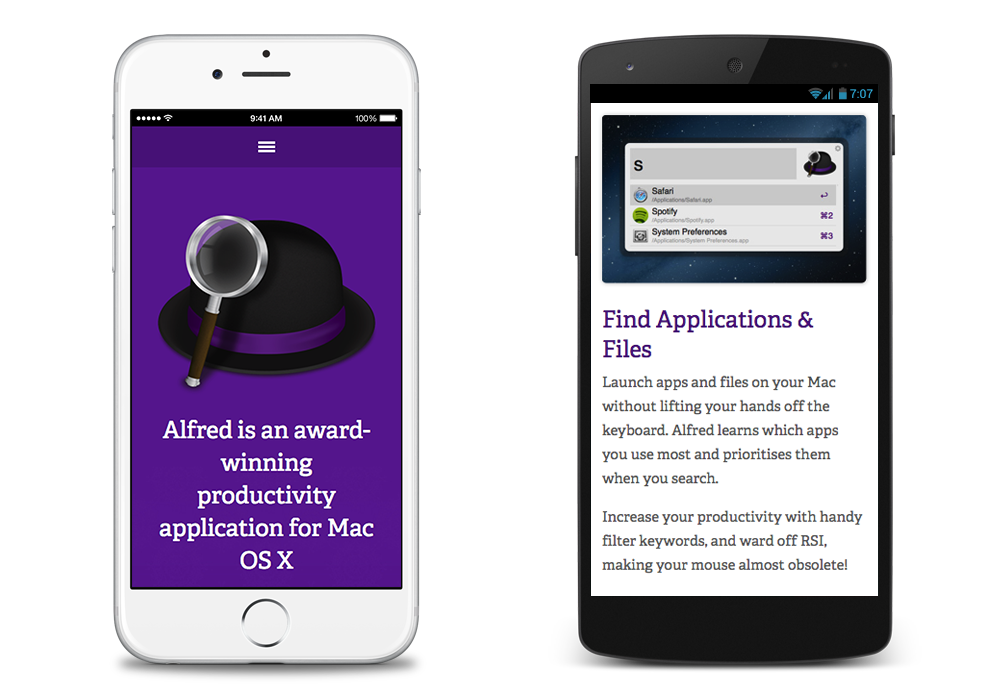 9:41 AM
100%
Alfred is an award-
winning
productivity
application for Mac
OS X
7:07
S
Safari
/Applications/Safari.app
Spotify
⌘2
/Applications/Spotify.app
System Preferences
⌘3
/Applications/System Preferences.app
Find Applications &
Files
Launch apps and files on your Mac
without lifting your hands off the
keyboard. Alfred learns which apps
you use most and prioritises them
when you search.
Increase your productivity with handy
filter keywords, and ward off RSI,
making your mouse almost obsolete!